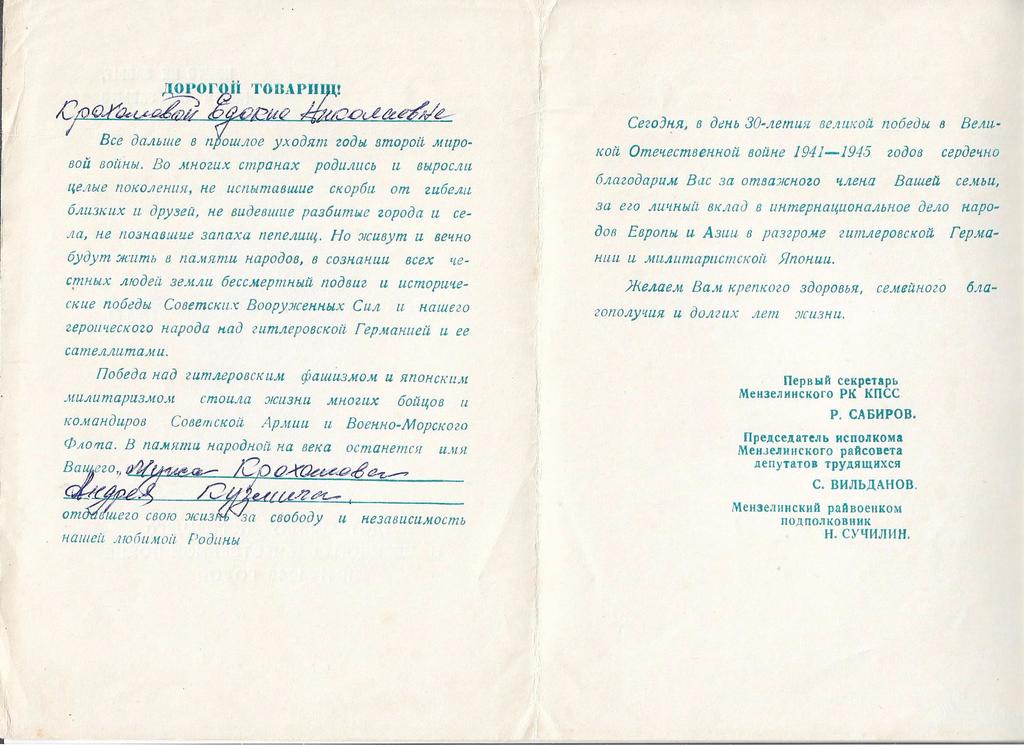 ДОРОГОЙ ТОВАРИЩ!
Крохомовой Едокие Николаевне
Все дальше в прошлое уходят годы второй миро-
вой войны. Во многих странах родились и выросли
целые поколения, не испытавшие скорби от гибели
близких и друзей, не видевшие разбитые города и се-
ла, не познавшие запаха пепелищ. Но живут и вечно
будут жить в памяти народов, в сознании всех че-
стных людей земли бессмертный подвиг и историче-
ские победы Советских Вооруженных Сил и нашего
героического народа над гитлеровской Германией и ее
сателлитами.
Победа над гитлеровским фашизмом и японским
милитаризмом стоила жизни многих бойцов и
командиров Советской Армии и Военно-Морского
Флота. В памяти народной на века останется имя
Вашего мужа Крохомова
Андрея Кузмича
отдавшего свою жизнь за свободу и независимость
нашей любимой Родины
Сегодня, в день 30-летия великой победы в Вели-
кой Отечественной войне 1941—1945 годов сердечно
благодарим Вас за отважного члена Вашей семьи,
за его личный вклад в интернациональное дело наро-
дов Европы и Азии в разгроме гитлеровской Герма-
нии и милитаристской Японии.
Желаем Вам крепкого здоровья, семейного бла-
гополучия и долгих лет жизни.
Первый секретарь
Мензелинского РК КПСС
Р. САБИРОВ.
Председатель исполкома
Мензелинского райсовета
депутатов трудящихся
С. ВИЛЬДАНОВ.
Мензелинский райвоенком
подполковник
Н. СУЧИЛИН.